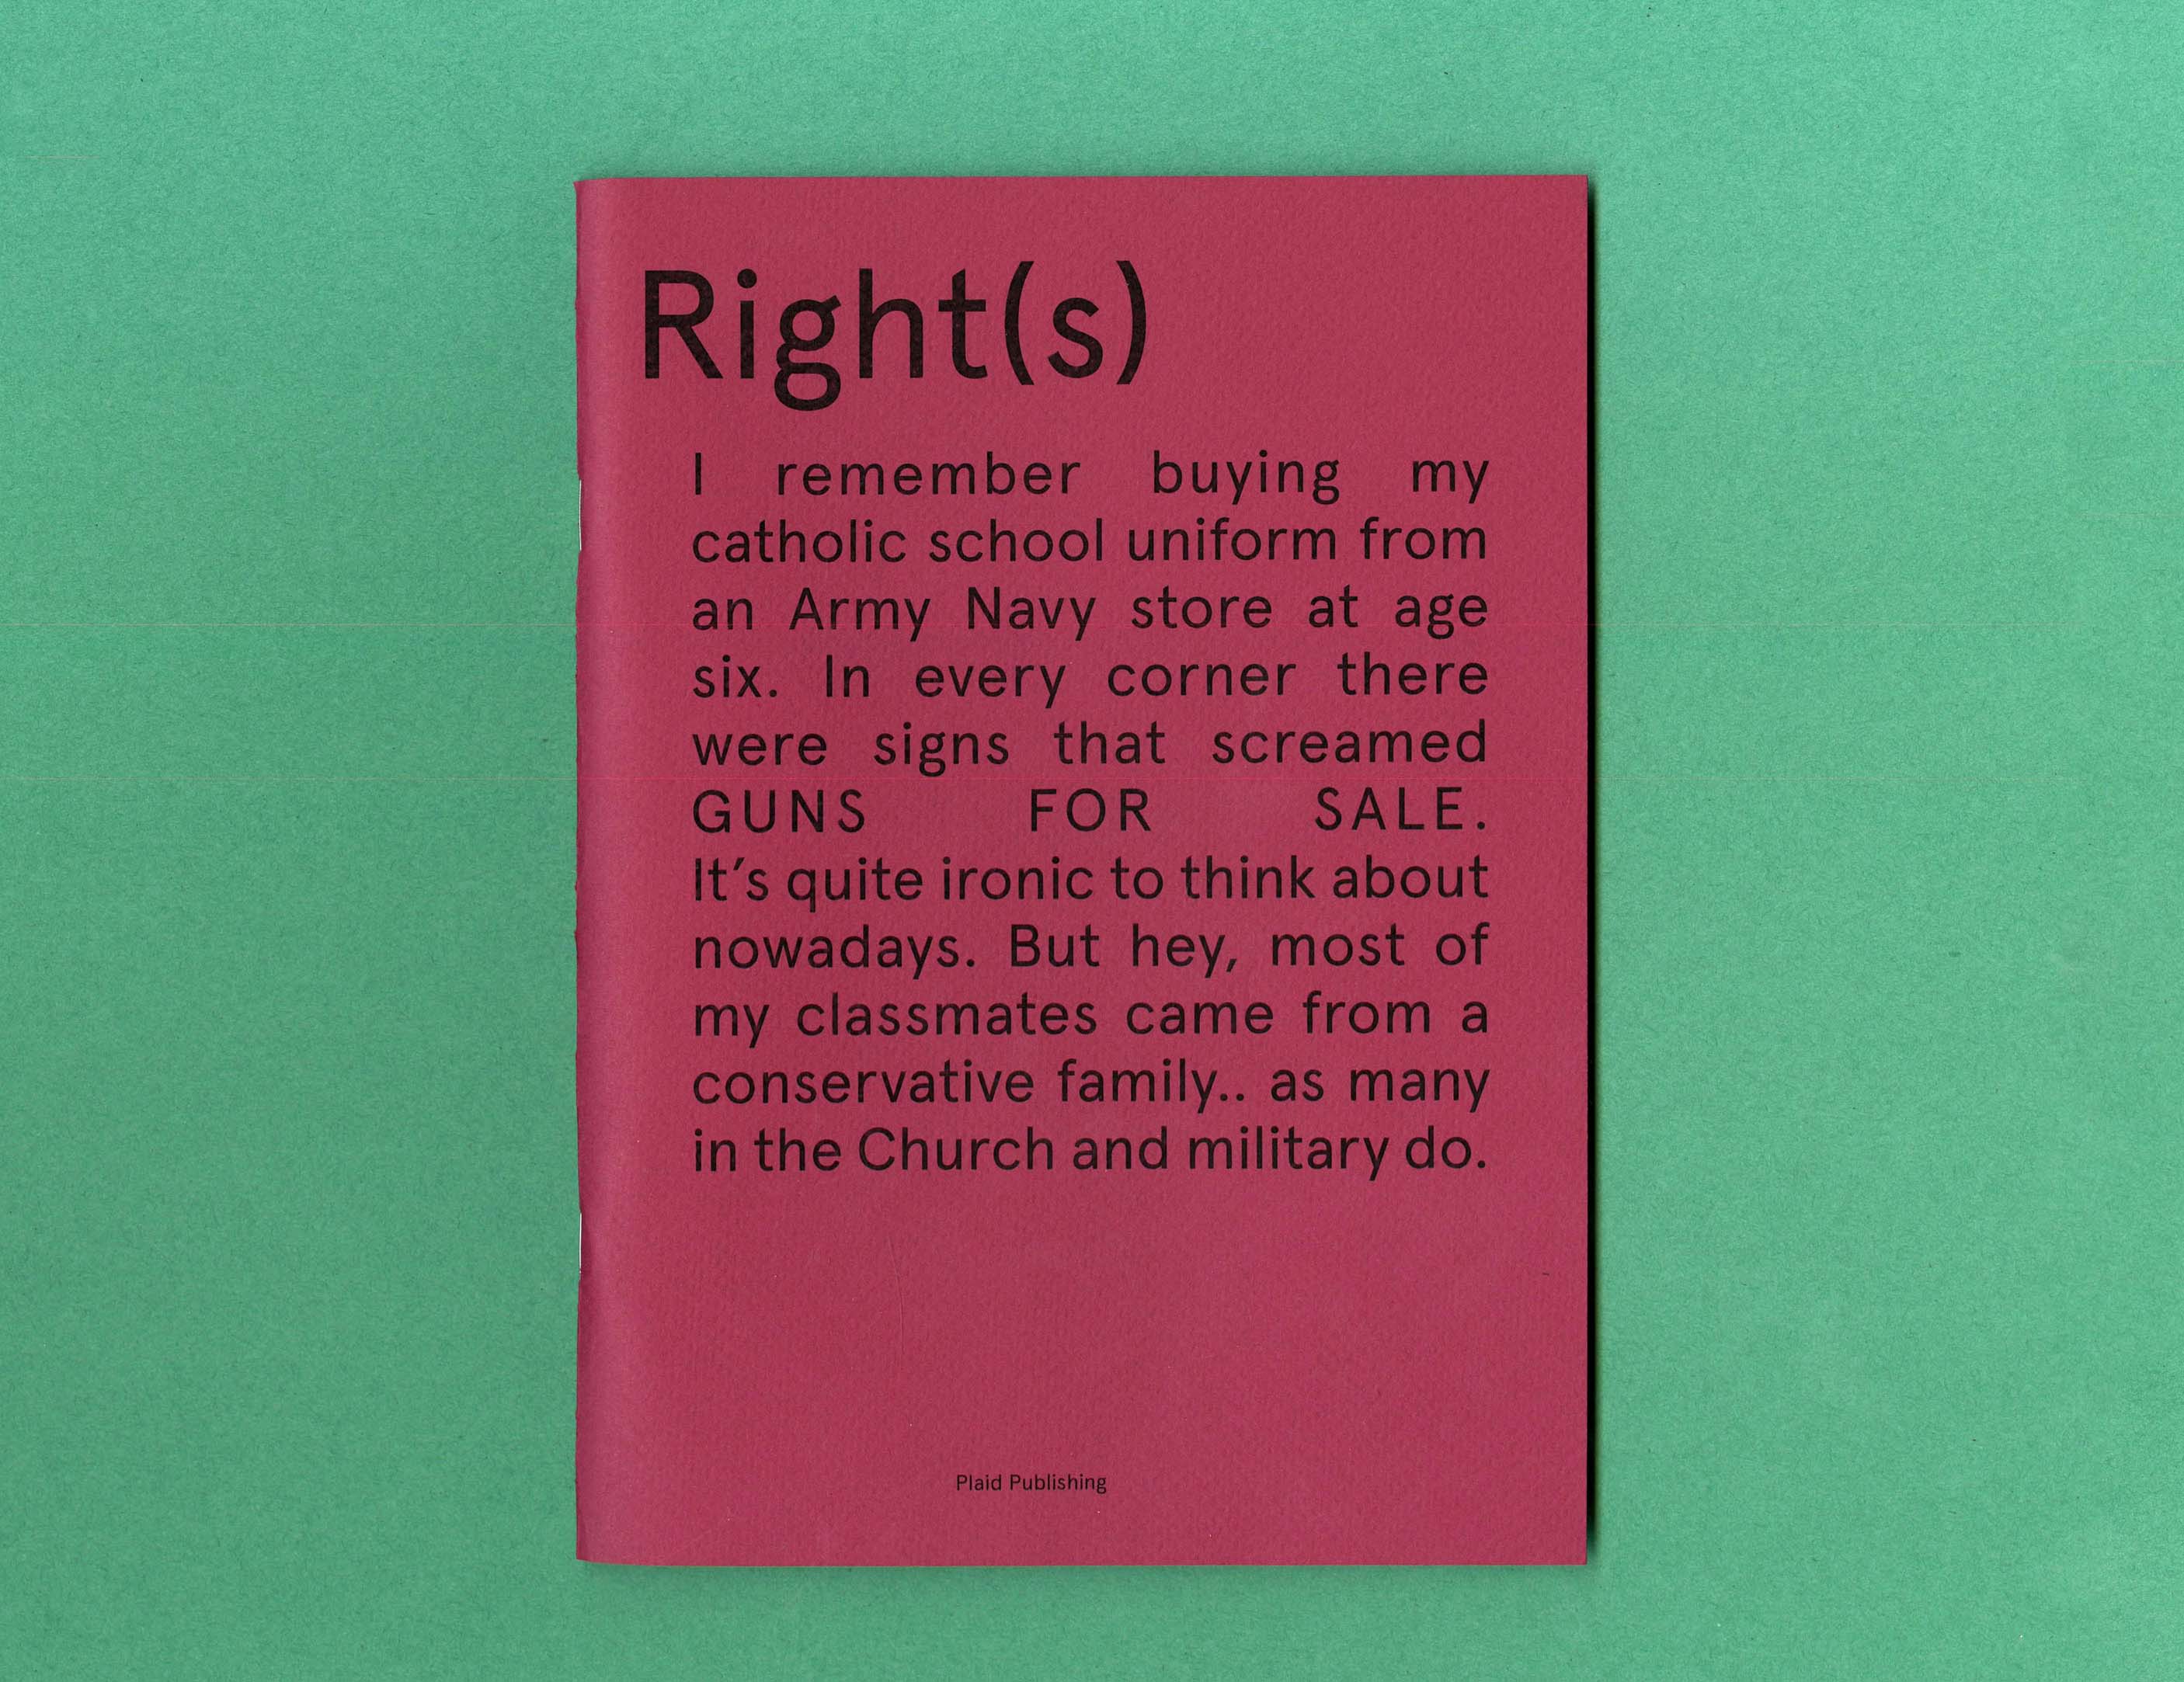 Right(s)
I remember buying my
catholic school uniform from
an Army Navy store at age
six. In every corner there
were signs that screamed
GUNS FOR SALE.
It’s quite ironic to think about
nowadays. But hey, most of
my classmates came from a
conservative family.. as many
in the Church and military do.
Plaid Publishing